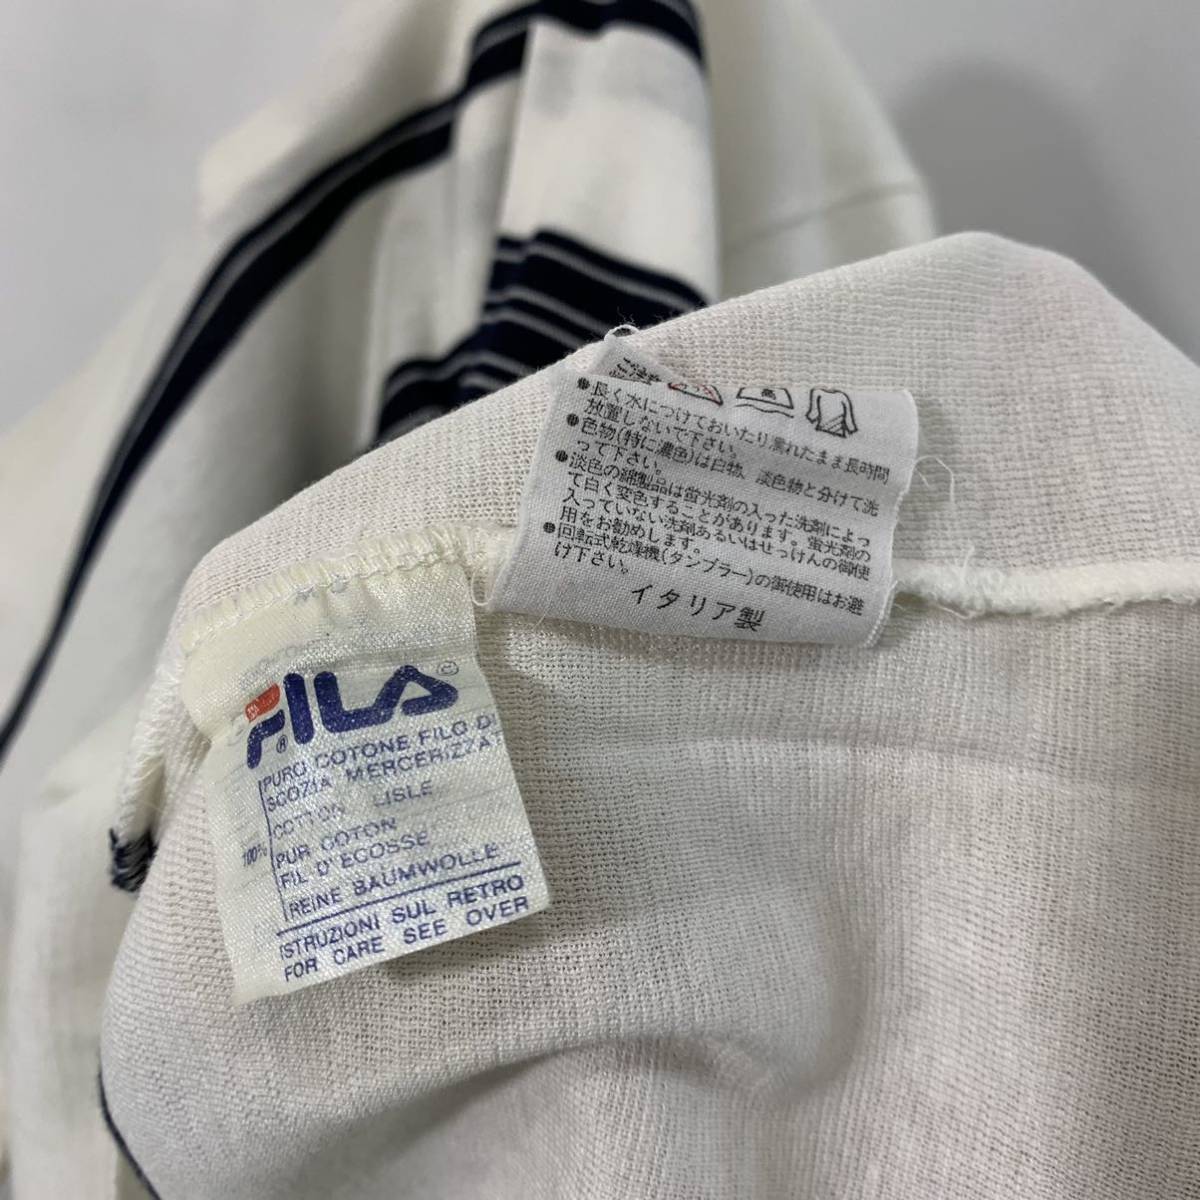 ご注意
高
●長く水につけておいたり濡れたまま長時間
放置しないで下さい。
●色物(特に濃色)は白物、淡色物と分けて洗
って下さい。
●淡色の綿製品は蛍光剤の入った洗剤によっ
て白く変色することがあります。蛍光剤の
入っていない洗剤あるいはせっけんの御使
用をお勧めします。
●回転式乾燥機(タンブラー)の御使用はお避
け下さい。
イタリア製
FILA © ®
PURO COTONE FILO DI
SCOZIA MERCERIZZAT
COTTON LISLE
100%
PUR COTON
FIL D'ECOSSE
REINE BAUMWOLLE
ISTRUZIONI SUL RETRO
FOR CARE SEE OVER